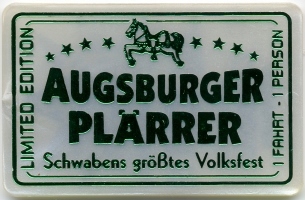 LIMITED EDITION
AUGSBURGER
PLÄRRER
Schwabens größtes Volksfest
1 FAHRT - 1 PERSON